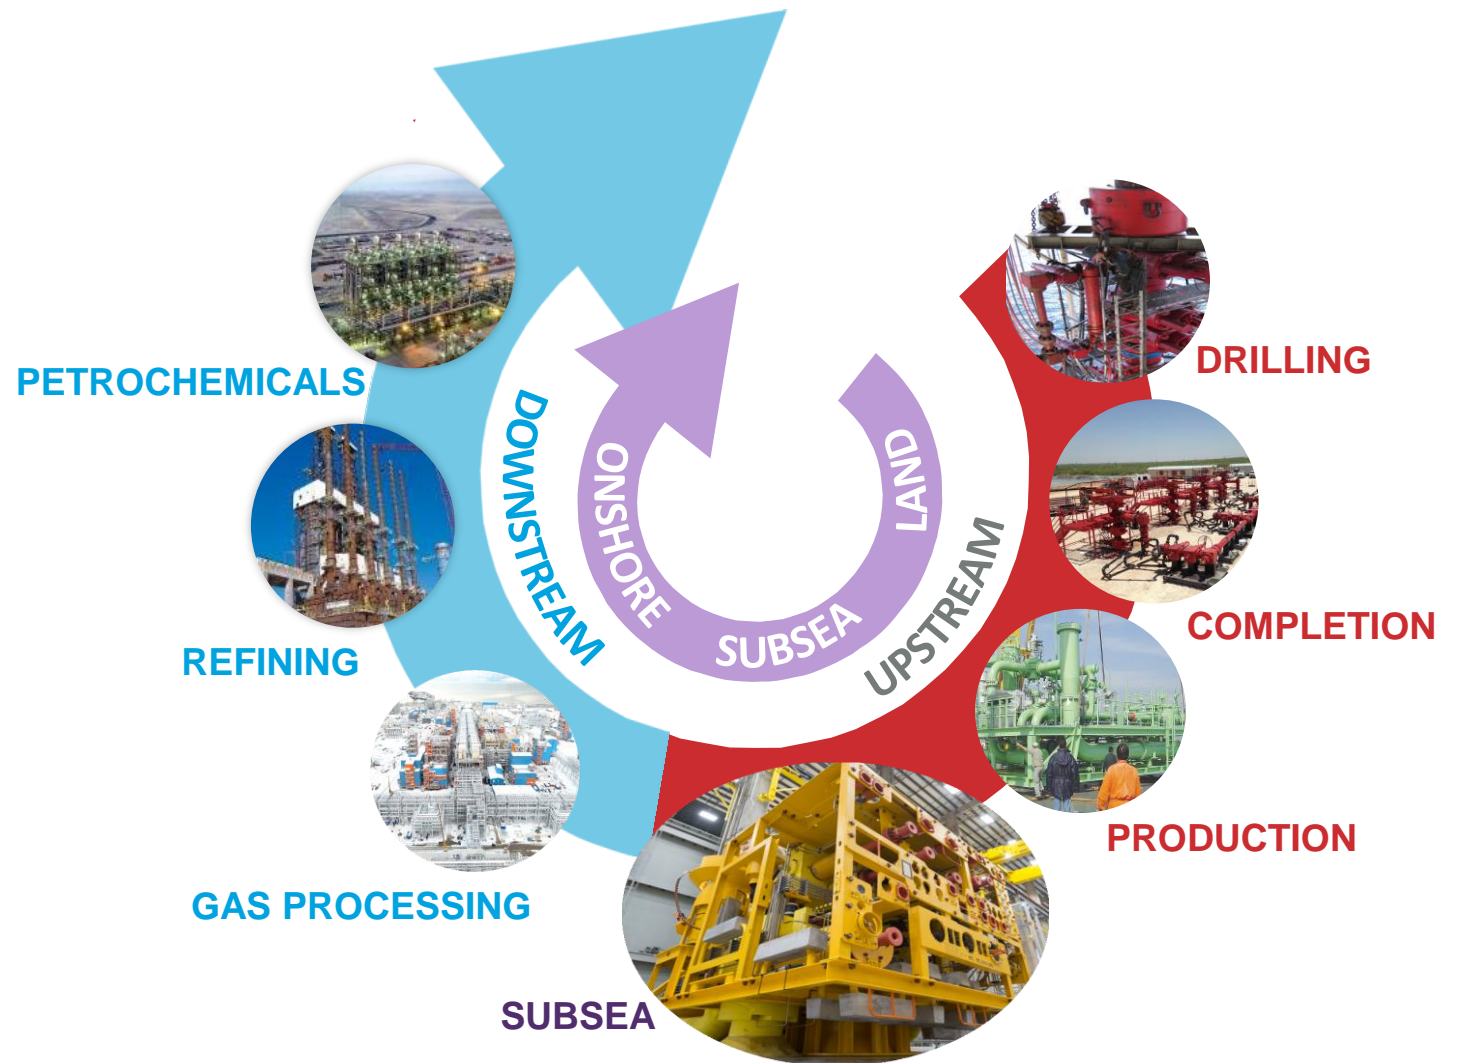 PETROCHEMICALS
REFINING
GAS PROCESSING
SUBSEA
DRILLING
COMPLETION
PRODUCTION
DOWNSTREAM
UPSTREAM
ONSHORE
SUBSEA
LAND